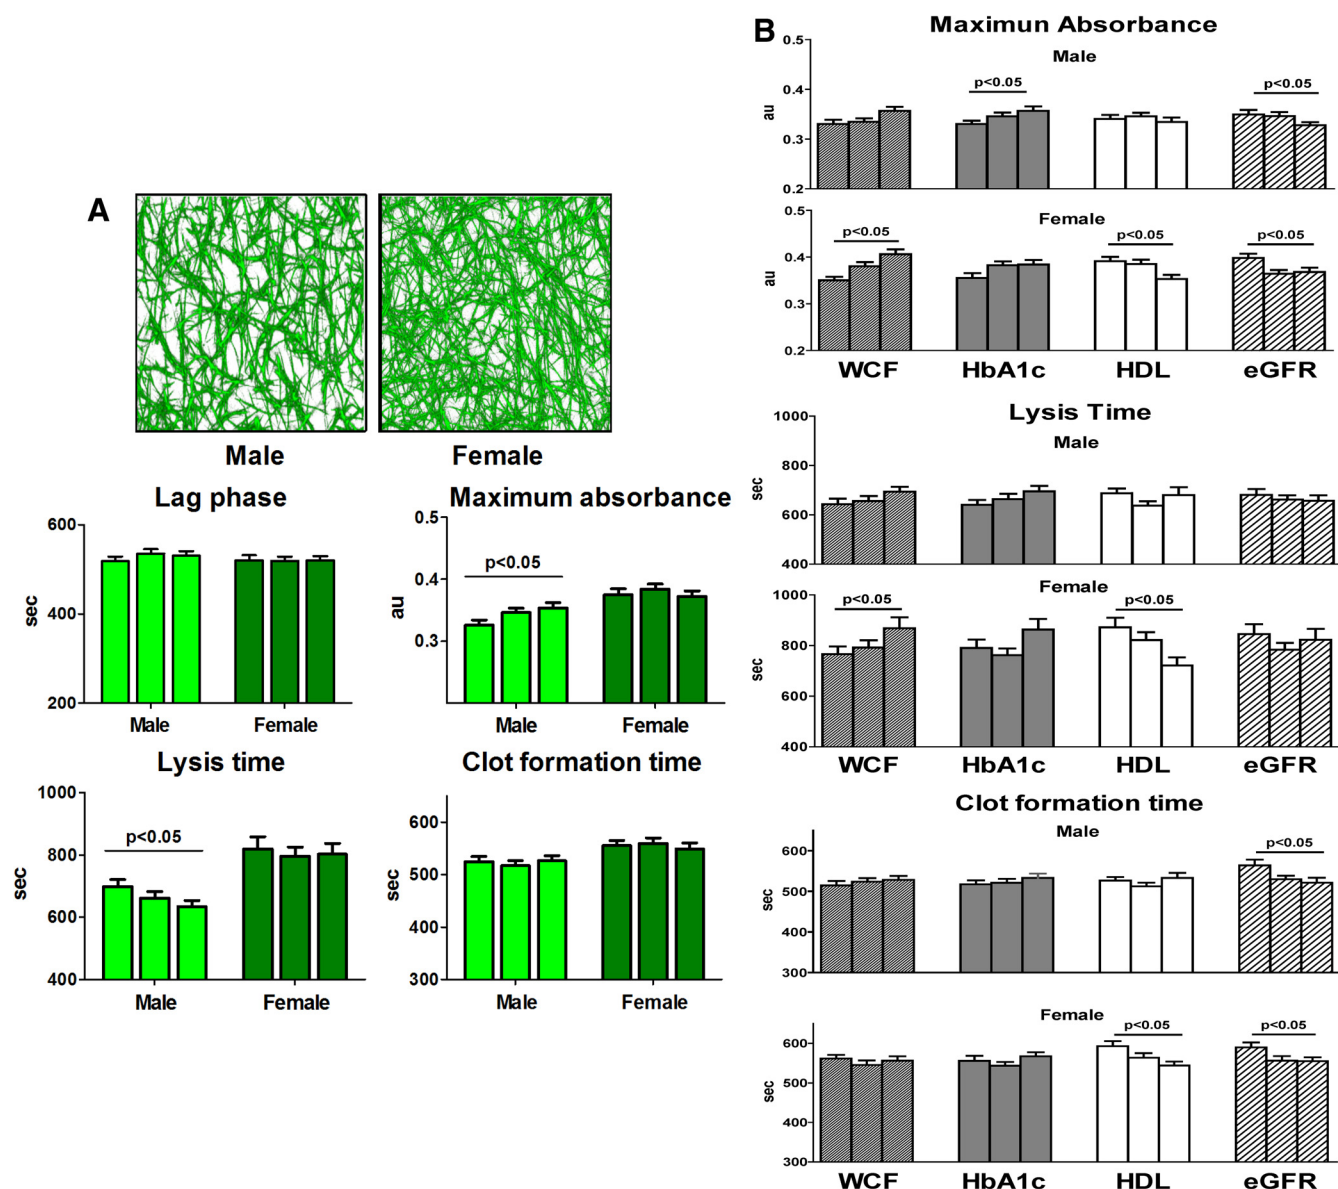 A
Male Female
Lag phase
600
400
200
sec
Male Female
Maximum absorbance
0.5
0.4
0.3
au
p<0.05
Male Female
Lysis time
1000
800
600
400
sec
p<0.05
Male Female
Clot formation time
600
500
400
300
sec
Male Female
B
Maximun Absorbance
Male
0.5
0.4
0.3
0.2
au
p<0.05
p<0.05
Female
0.5
0.4
0.3
0.2
au
p<0.05
p<0.05
p<0.05
WCF HbA1c HDL eGFR
Lysis Time
Male
1000
800
600
400
sec
Female
1000
800
600
400
sec
p<0.05
p<0.05
WCF HbA1c HDL eGFR
Clot formation time
Male
600
500
400
300
sec
p<0.05
Female
600
500
400
300
sec
p<0.05
p<0.05
WCF HbA1c HDL eGFR